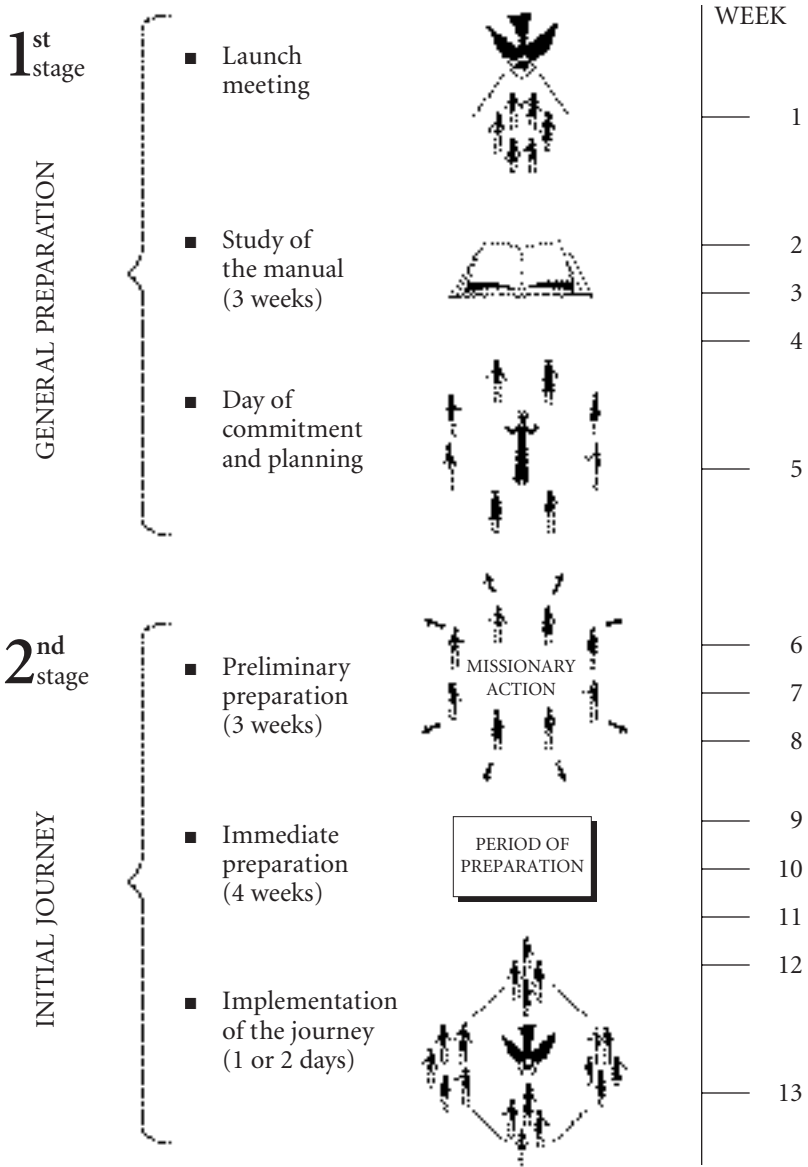 WEEK
1st
stage
GENERAL PREPARATION
■ Launch
meeting
1
■ Study of
the manual
(3 weeks)
2
3
4
■ Day of
commitment
and planning
5
2nd
stage
INITIAL JOURNEY
■ Preliminary
preparation
(3 weeks)
MISSIONARY
ACTION
6
7
8
■ Immediate
preparation
(4 weeks)
PERIOD OF
PREPARATION
9
10
11
12
■ Implementation
of the journey
(1 or 2 days)
13